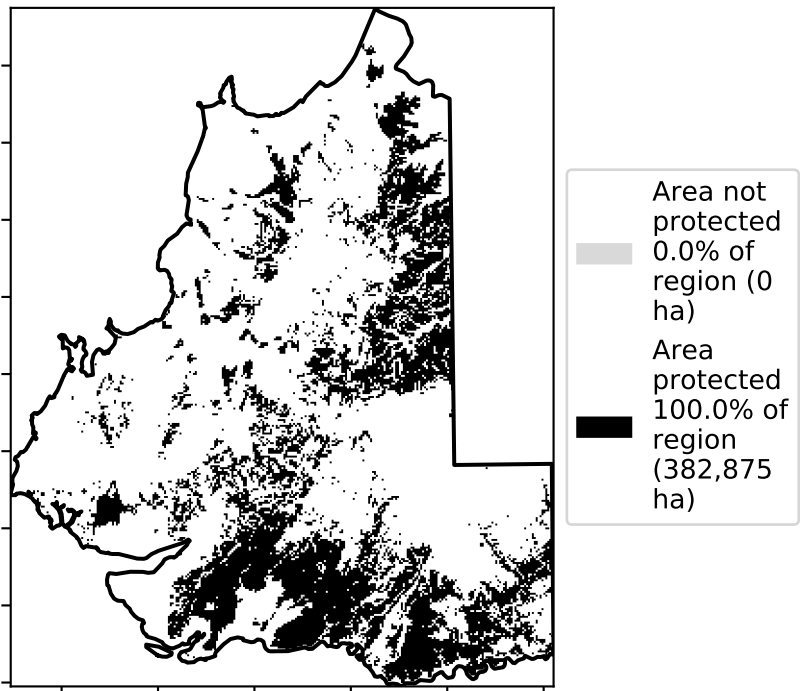 Area not
protected
0.0% of
region (0
ha)
Area
protected
100.0% of
region
(382,875
ha)